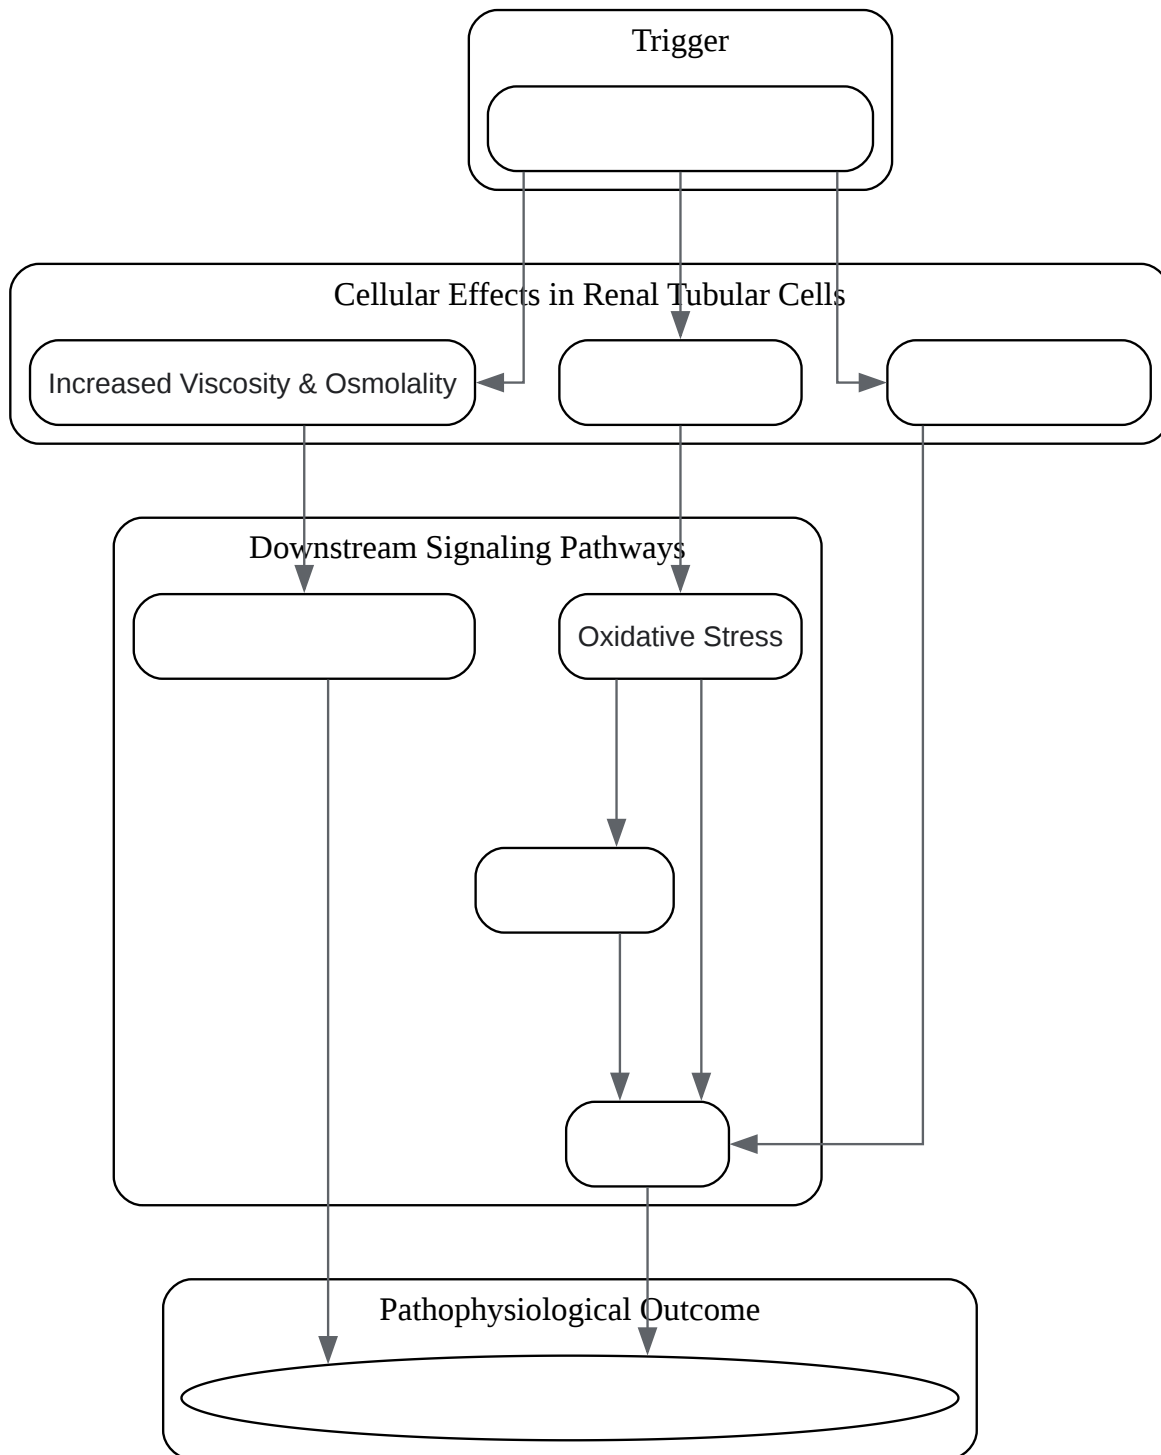 Trigger
Cellular Effects in Renal Tubular Cells
Increased Viscosity & Osmolality
Downstream Signaling Pathways
Oxidative Stress
Pathophysiological Outcome